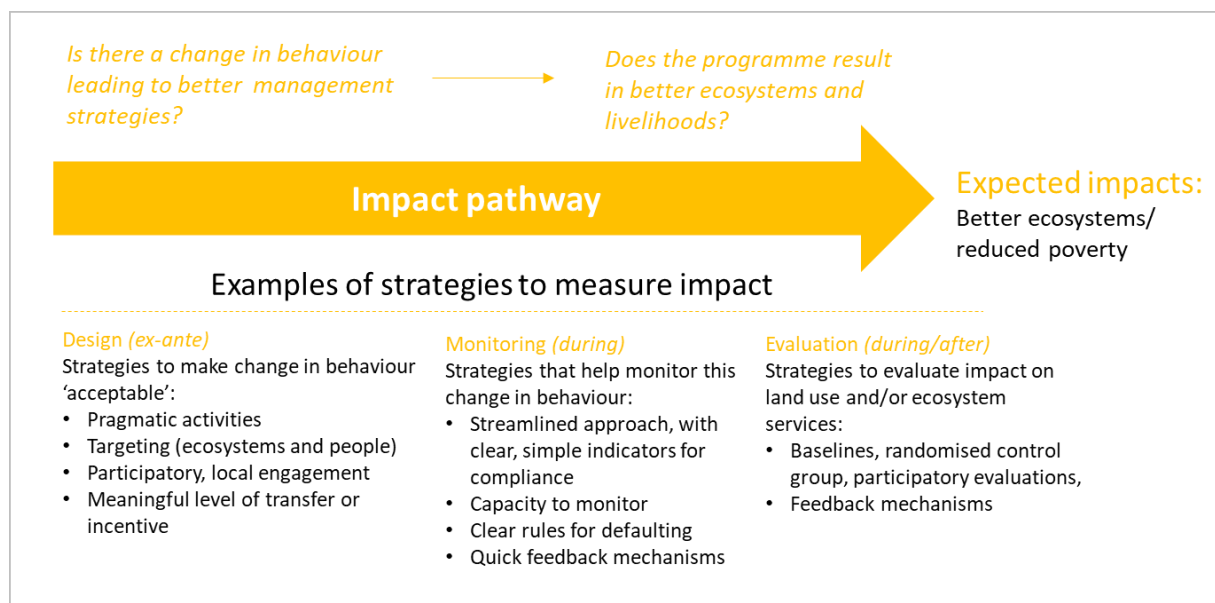 Is there a change in behaviour
leading to better management
strategies?
Does the programme result
in better ecosystems and
livelihoods?
Impact pathway
Expected impacts:
Better ecosystems/
reduced poverty
Examples of strategies to measure impact
Design (ex-ante)
Strategies to make change in behaviour
‘acceptable’:
• Pragmatic activities
• Targeting (ecosystems and people)
• Participatory, local engagement
• Meaningful level of transfer or
incentive
Monitoring (during)
Strategies that help monitor this
change in behaviour:
• Streamlined approach, with
clear, simple indicators for
compliance
• Capacity to monitor
• Clear rules for defaulting
• Quick feedback mechanisms
Evaluation (during/after)
Strategies to evaluate impact on
land use and/or ecosystem
services:
• Baselines, randomised control
group, participatory evaluations,
• Feedback mechanisms